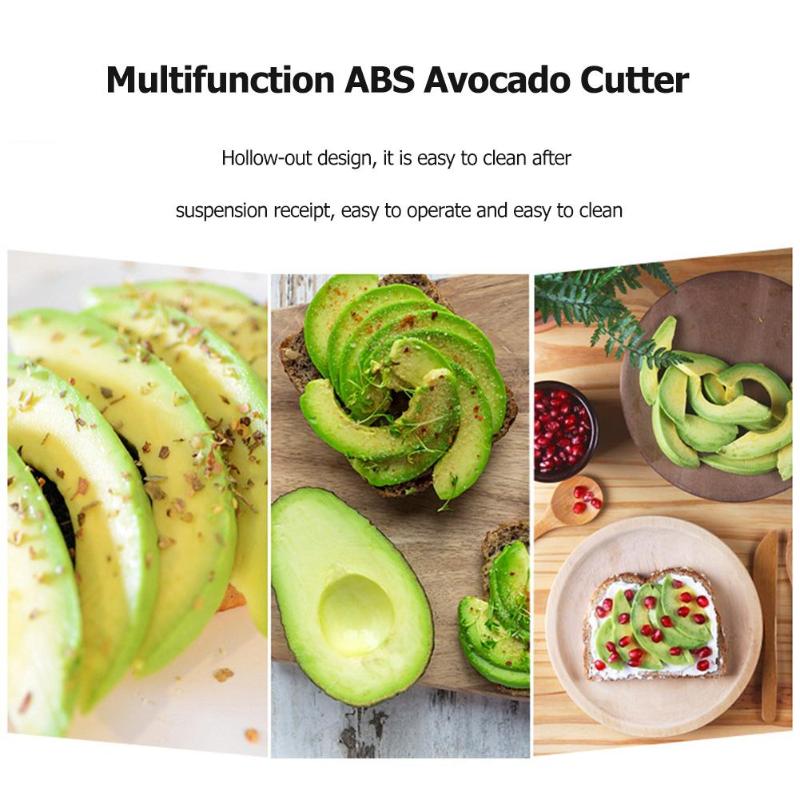 Multifunction ABS Avocado Cutter
Hollow-out design, it is easy to clean after
suspension receipt, easy to operate and easy to clean